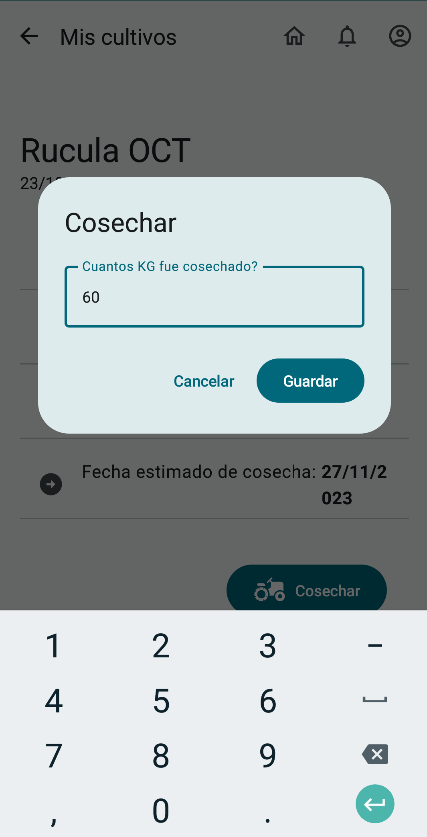 Mis cultivos
Rucula OCT
23/1
Cosechar
Cuantos KG fue cosechado?
60
Cancelar
Guardar
Fecha estimado de cosecha: 27/11/2
023
Cosechar
1 2 3 -
4 5 6
7 8 9
, 0 .